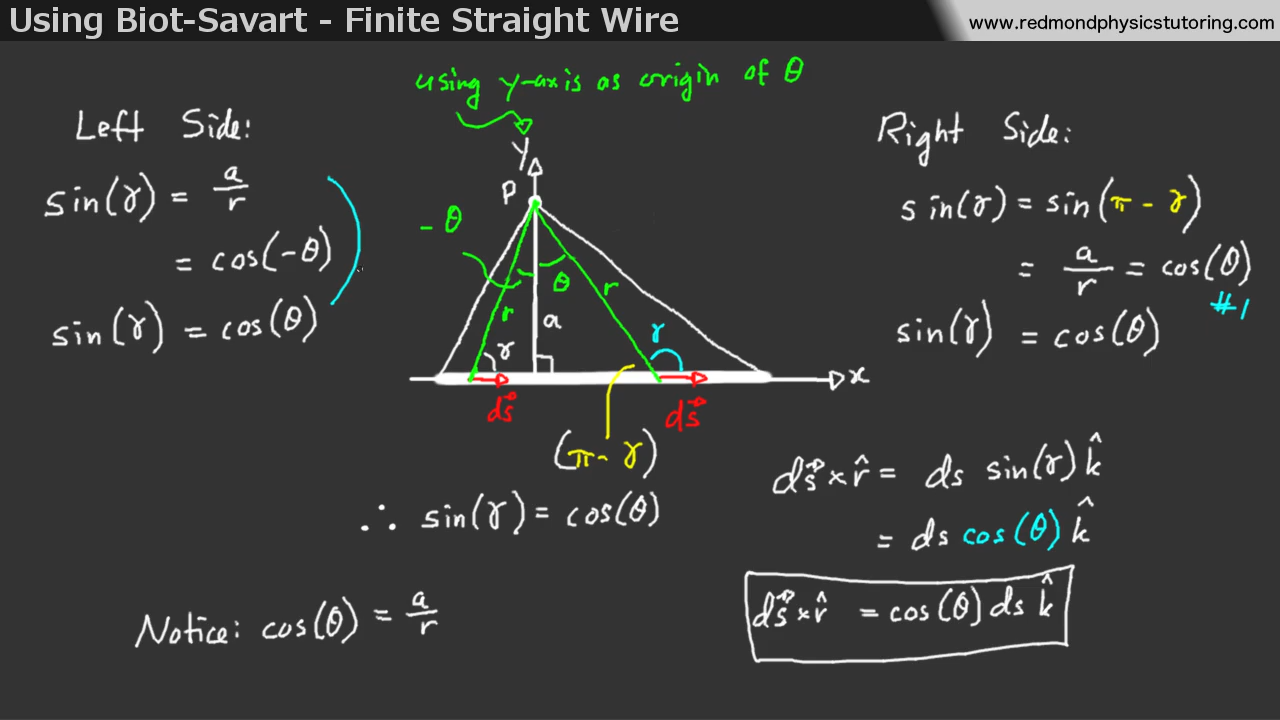 Using Biot-Savart - Finite Straight Wire
www.redmondphysicstutoring.com
using y-axis as origin of θ
Left Side:
sin(γ) = a/r
= cos(-θ)
sin(γ) = cos(θ)
y
P
-θ
θ
r
r
a
γ
γ
x
ds⃗
ds⃗
(π - γ)
∴ sin(γ) = cos(θ)
Notice: cos(θ) = a/r
Right Side:
sin(γ) = sin(π - γ)
= a/r = cos(θ)
#1
sin(γ) = cos(θ)
ds⃗ × r̂ = ds sin(γ) k̂
= ds cos(θ) k̂
ds⃗ × r̂ = cos(θ) ds k̂